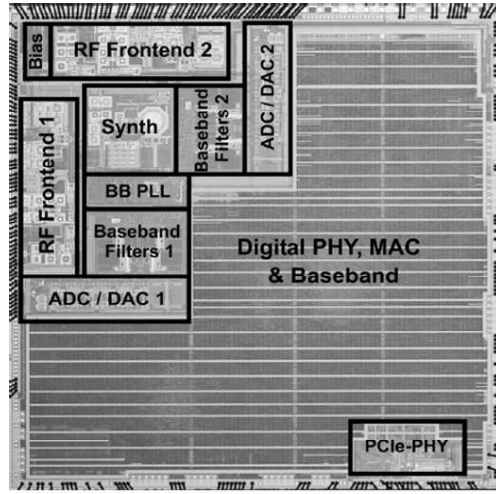 Bias
RF Frontend 2
ADC / DAC 2
Synth
Baseband
Filters 2
RF Frontend 1
BB PLL
Baseband
Filters 1
Digital PHY, MAC
& Baseband
ADC / DAC 1
PCIe-PHY